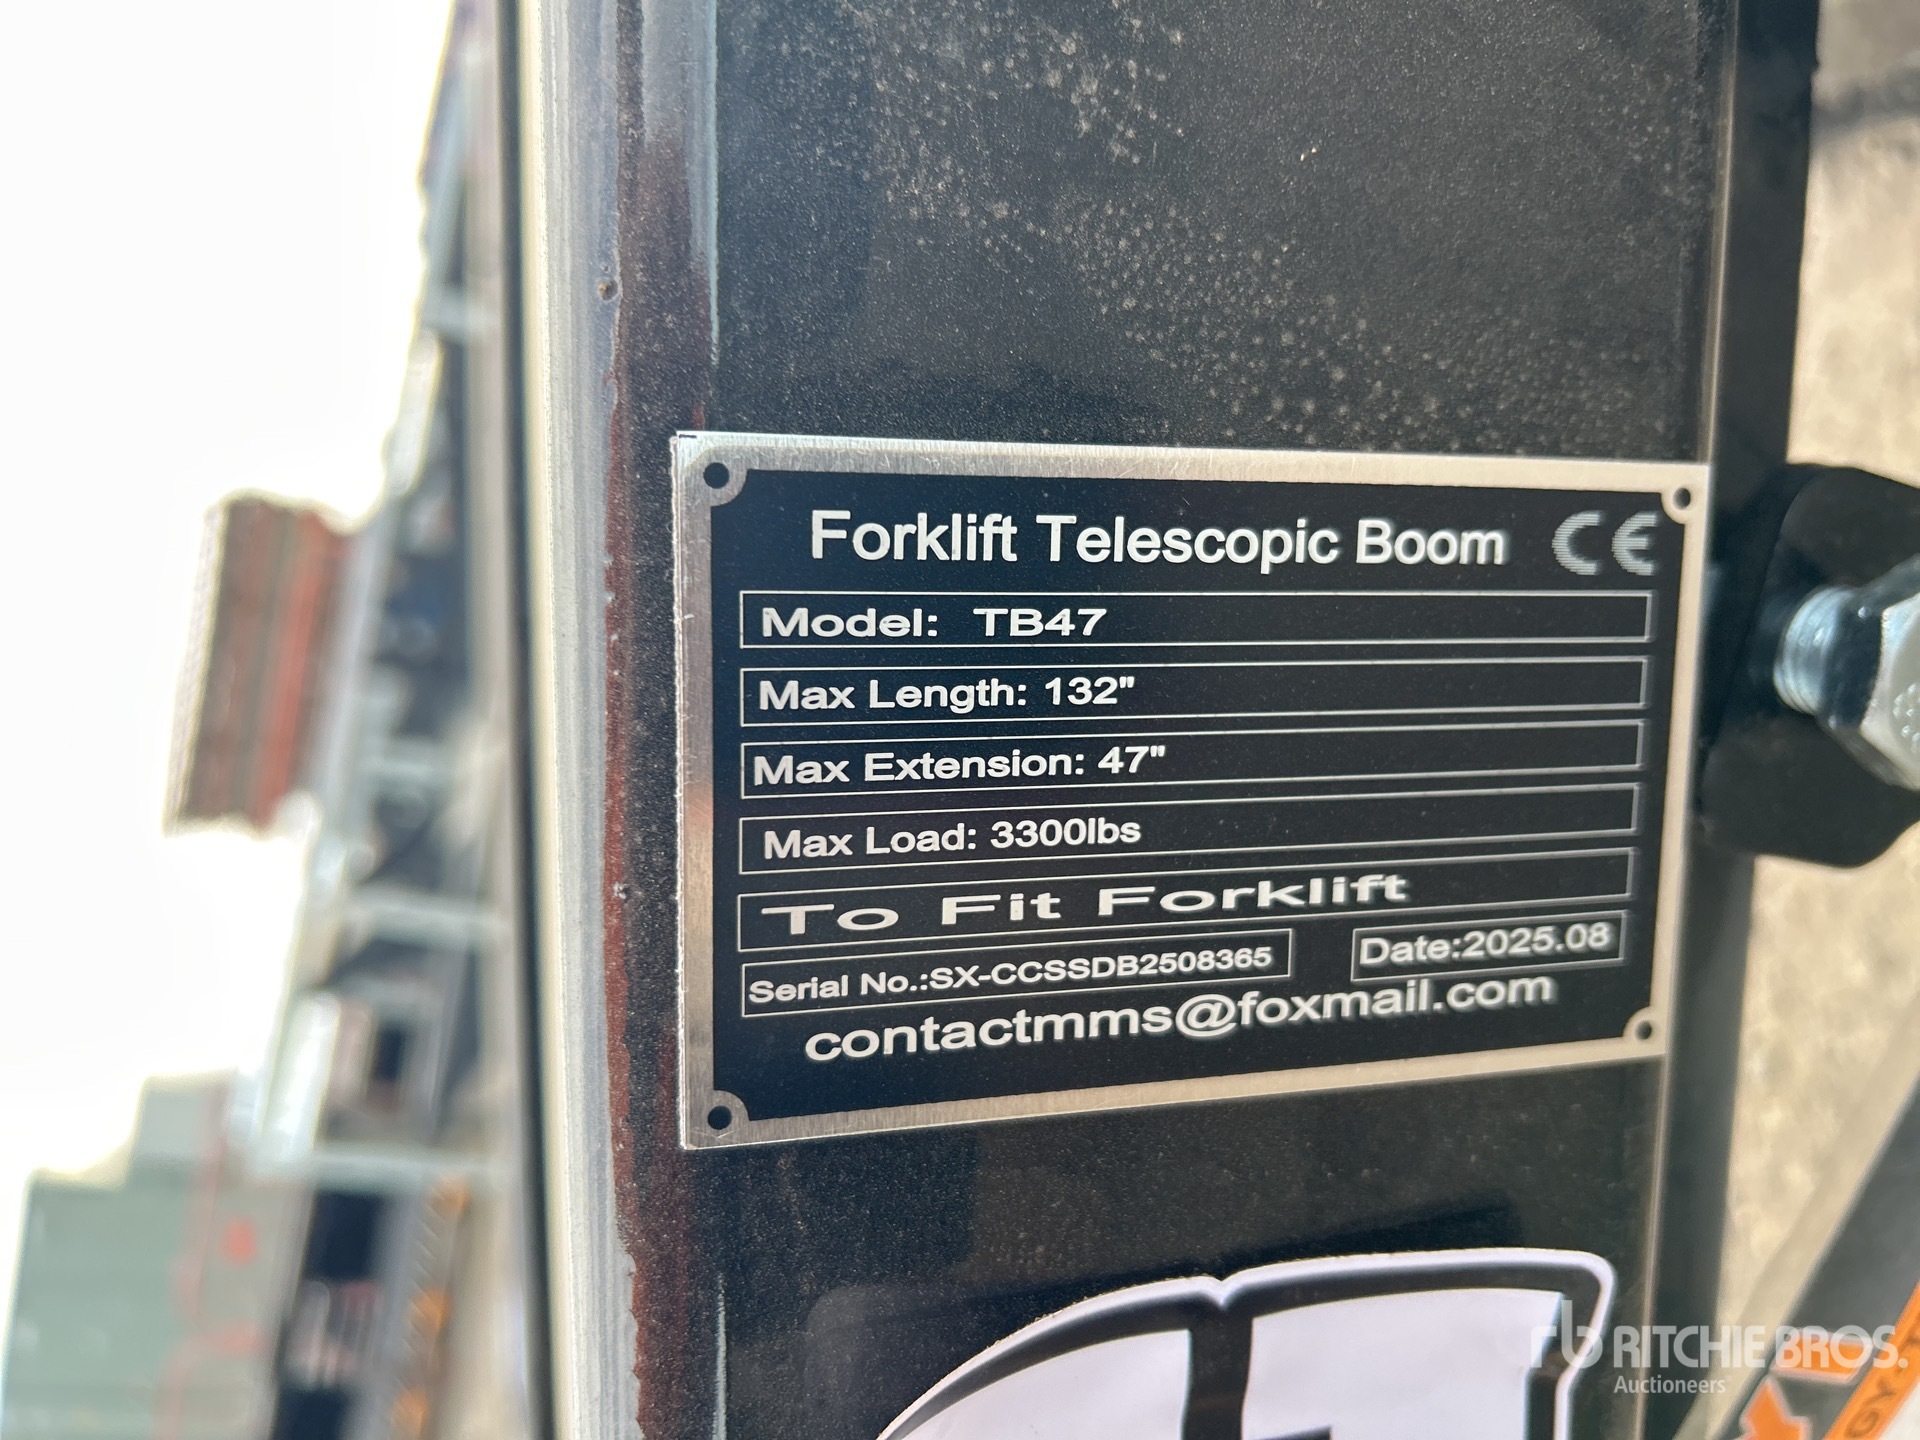 Forklift Telescopic Boom CE
Model: TB47
Max Length: 132"
Max Extension: 47"
Max Load: 3300lbs
To Fit Forklift
Serial No.:SX-CCSSDB2508365 Date:2025.08
contactmms@foxmail.com
rb RITCHIE BROS.
Auctioneers